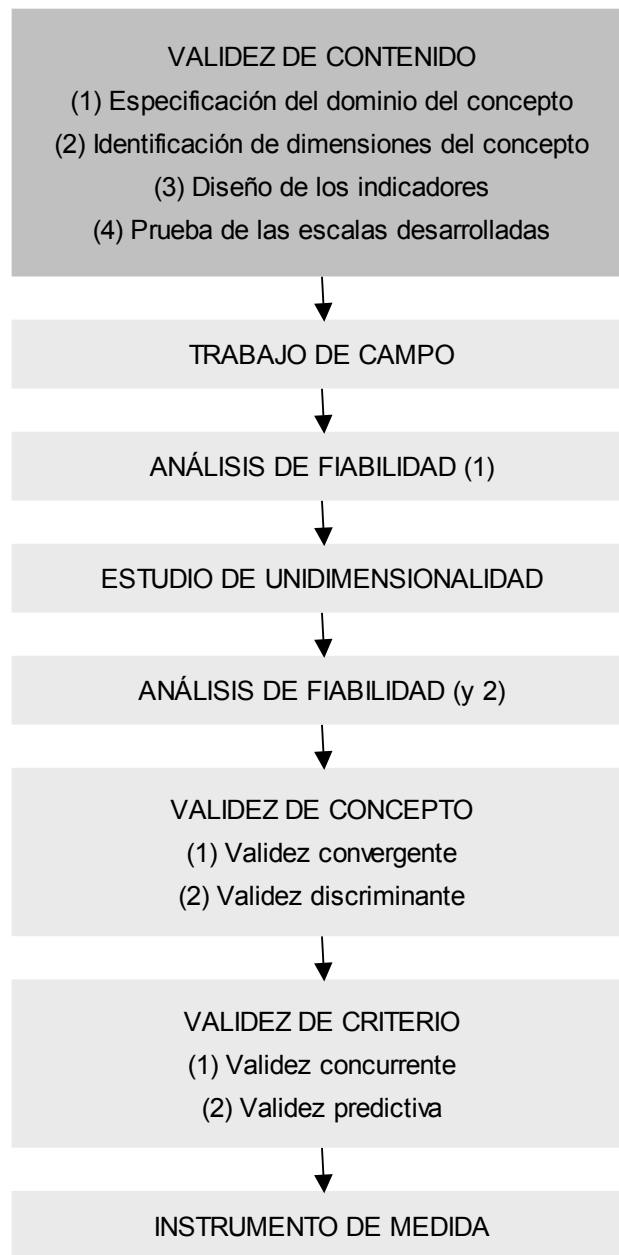 VALIDEZ DE CONTENIDO
(1) Especificación del dominio del concepto
(2) Identificación de dimensiones del concepto
(3) Diseño de los indicadores
(4) Prueba de las escalas desarrolladas
TRABAJO DE CAMPO
ANÁLISIS DE FIABILIDAD (1)
ESTUDIO DE UNIDIMENSIONALIDAD
ANÁLISIS DE FIABILIDAD (y 2)
VALIDEZ DE CONCEPTO
(1) Validez convergente
(2) Validez discriminante
VALIDEZ DE CRITERIO
(1) Validez concurrente
(2) Validez predictiva
INSTRUMENTO DE MEDIDA